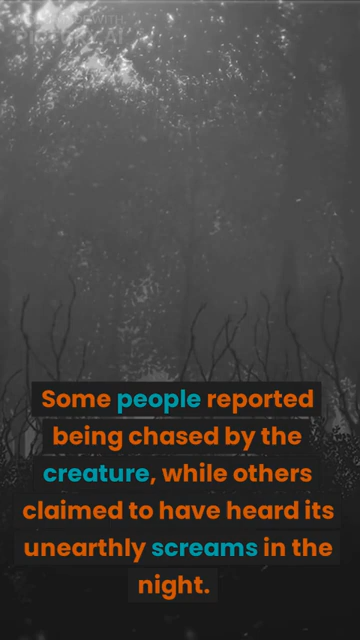 Some people reported
being chased by the
creature, while others
claimed to have heard its
unearthly screams in the
night.